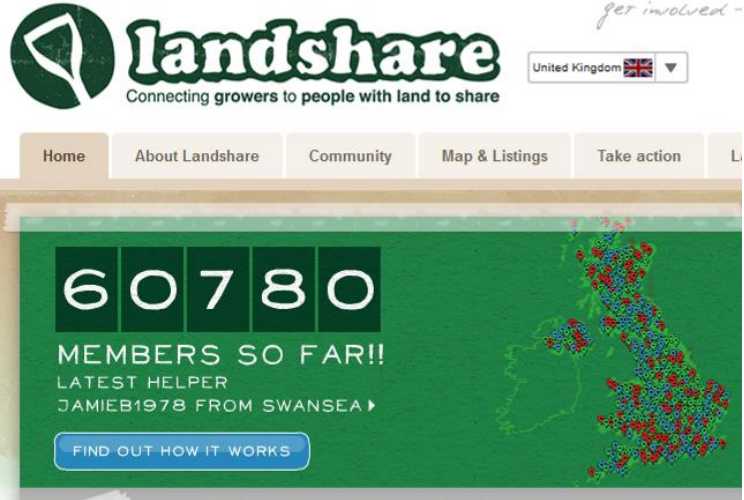 get involved -
landshare
Connecting growers to people with land to share
United Kingdom
Home
About Landshare
Community
Map & Listings
Take action
60780
MEMBERS SO FAR!!
LATEST HELPER
JAMIEB1978 FROM SWANSEA
FIND OUT HOW IT WORKS